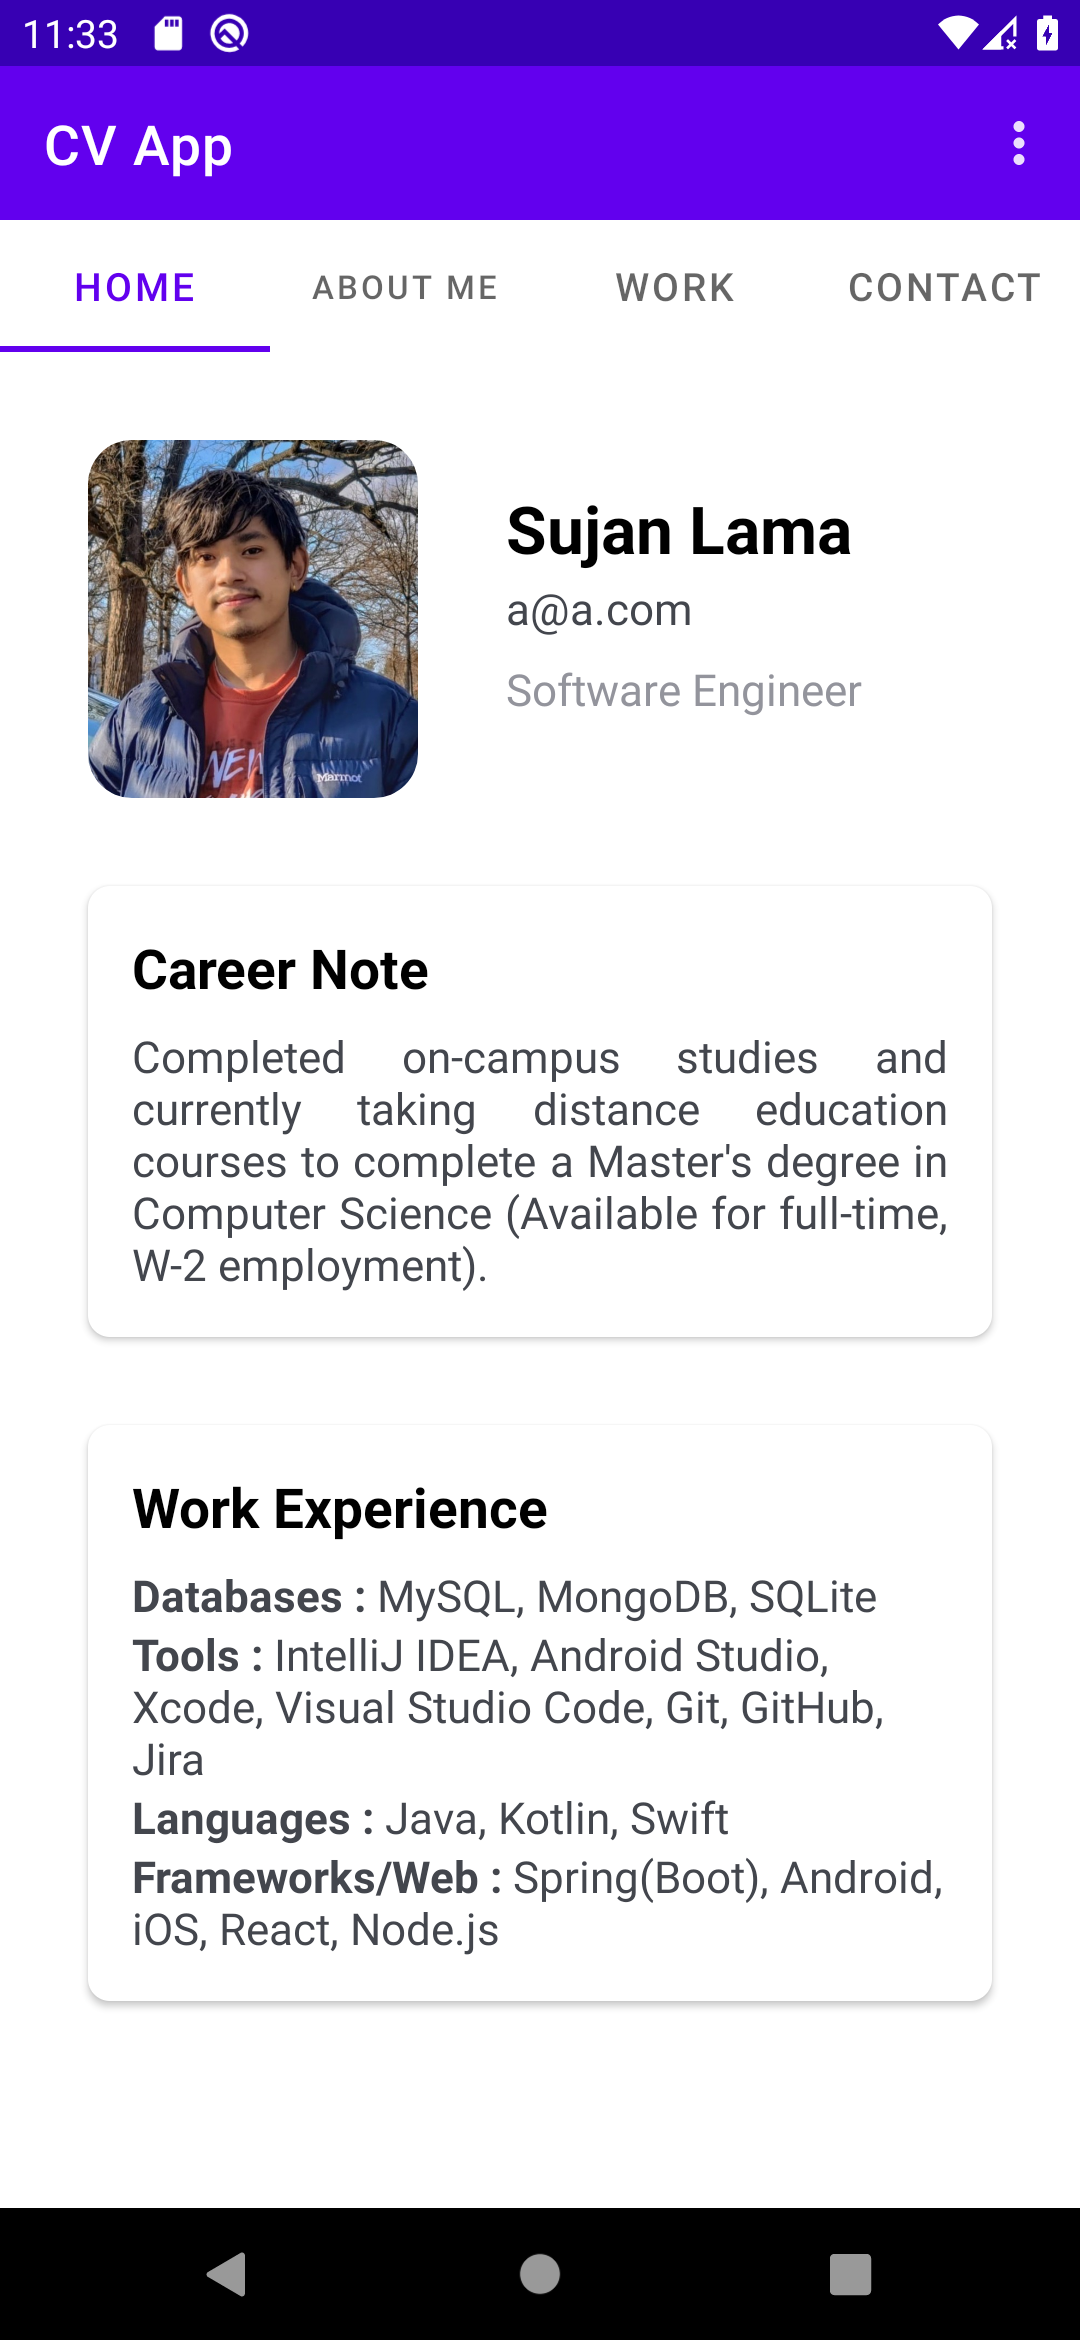 11:33
CV App
HOME ABOUT ME WORK CONTACT
NEW
Marmot
Sujan Lama
a@a.com
Software Engineer
Career Note
Completed on-campus studies and
currently taking distance education
courses to complete a Master's degree in
Computer Science (Available for full-time,
W-2 employment).
Work Experience
Databases : MySQL, MongoDB, SQLite
Tools : IntelliJ IDEA, Android Studio,
Xcode, Visual Studio Code, Git, GitHub,
Jira
Languages : Java, Kotlin, Swift
Frameworks/Web : Spring(Boot), Android,
iOS, React, Node.js